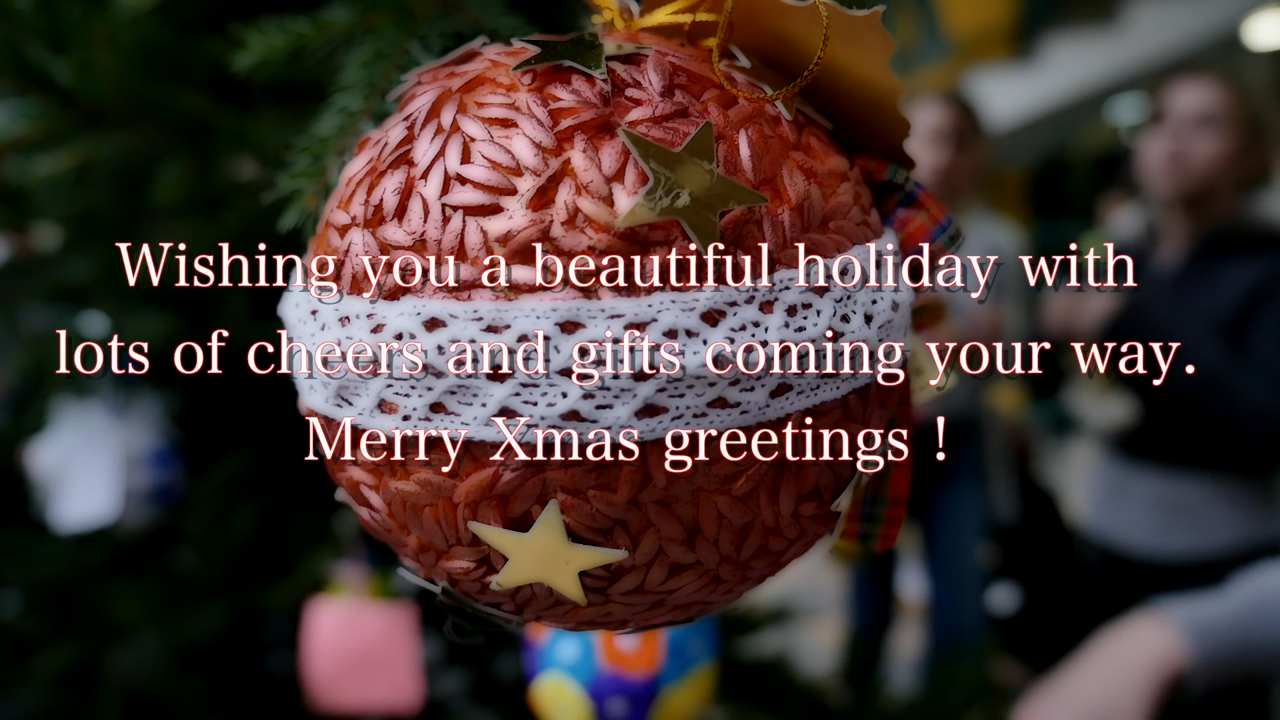 Wishing you a beautiful holiday with
lots of cheers and gifts coming your way.
Merry Xmas greetings !